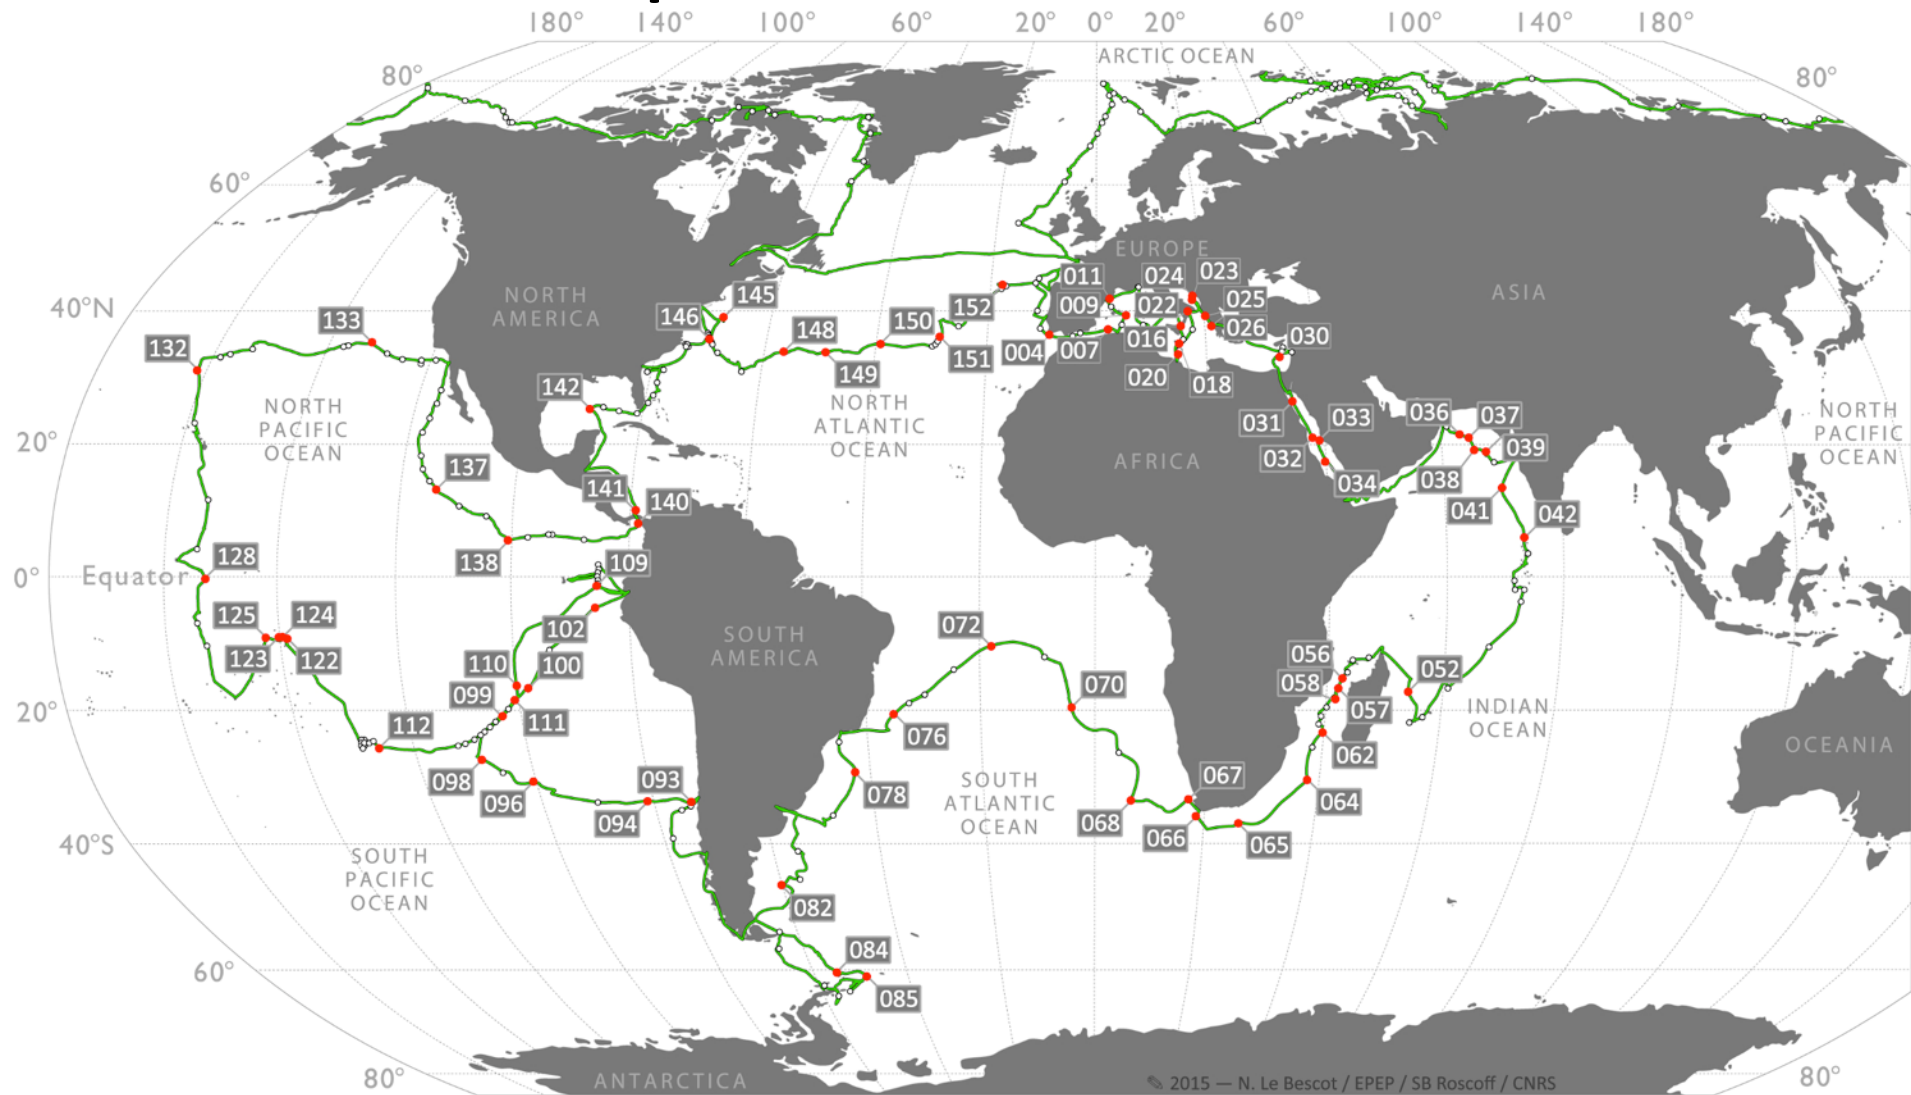 180° 140° 100° 60° 20° 0° 20° 60° 100° 140° 180°
ARCTIC OCEAN
80° 80°
60°
EUROPE
011 024 023
40°N
NORTH
AMERICA
ASIA
145
009 022 025
146
152
133
148
150
026
030
132
004 007 016
151
149
020 018
142
NORTH
PACIFIC
OCEAN
NORTH
ATLANTIC
OCEAN
036 037
031 033
NORTH
PACIFIC
OCEAN
20°
039
032
AFRICA
137
034 038
141 140
041 042
128
138
109
0° Equator
125 124
102
072
SOUTH
AMERICA
123 122
110 100
056 052
058
070
099
111
057
20°
112
076
INDIAN
OCEAN
OCEANIA
062
098
093
067
096
078
SOUTH
ATLANTIC
OCEAN
064
094
068
066 065
40°S
SOUTH
PACIFIC
OCEAN
082
084
60°
085
80° 80°
ANTARCTICA
✎ 2015 — N. Le Bescot / EPEP / SB Roscoff / CNRS